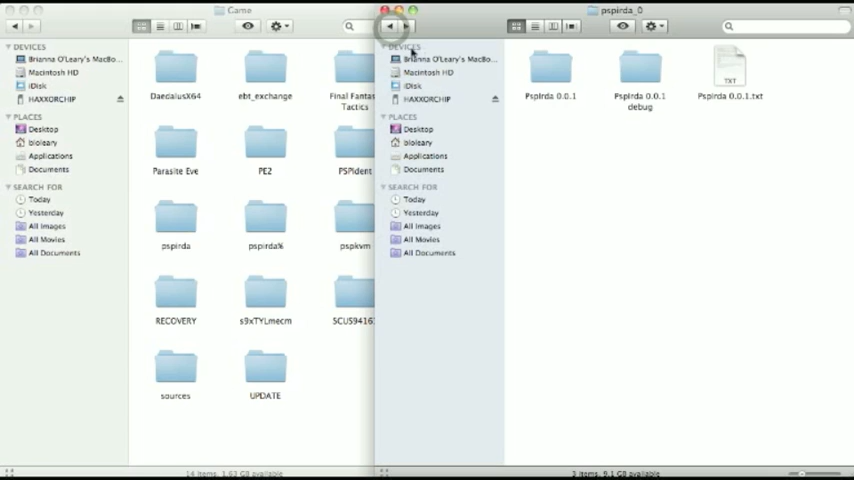 Game
DEVICES
Brianna O'Leary's MacBo...
Macintosh HD
iDisk
HAXXORCHIP
PLACES
Desktop
bioleary
Applications
Documents
SEARCH FOR
Today
Yesterday
All Images
All Movies
All Documents
DaedalusX64
ebt_exchange
Final Fantas
Tactics
Parasite Eve
PE2
PSPident
pspirda
pspirda%
pspkvm
RECOVERY
s9xTYLmecm
SCUS9416
sources
UPDATE
14 items, 1.63 GB available
pspirda_0
DEVICES
Brianna O'Leary's MacBo...
Macintosh HD
iDisk
HAXXORCHIP
PLACES
Desktop
bioleary
Applications
Documents
SEARCH FOR
Today
Yesterday
All Images
All Movies
All Documents
PspIrda 0.0.1
PspIrda 0.0.1
debug
TXT
PspIrda 0.0.1.txt
3 items, 9.1 GB available